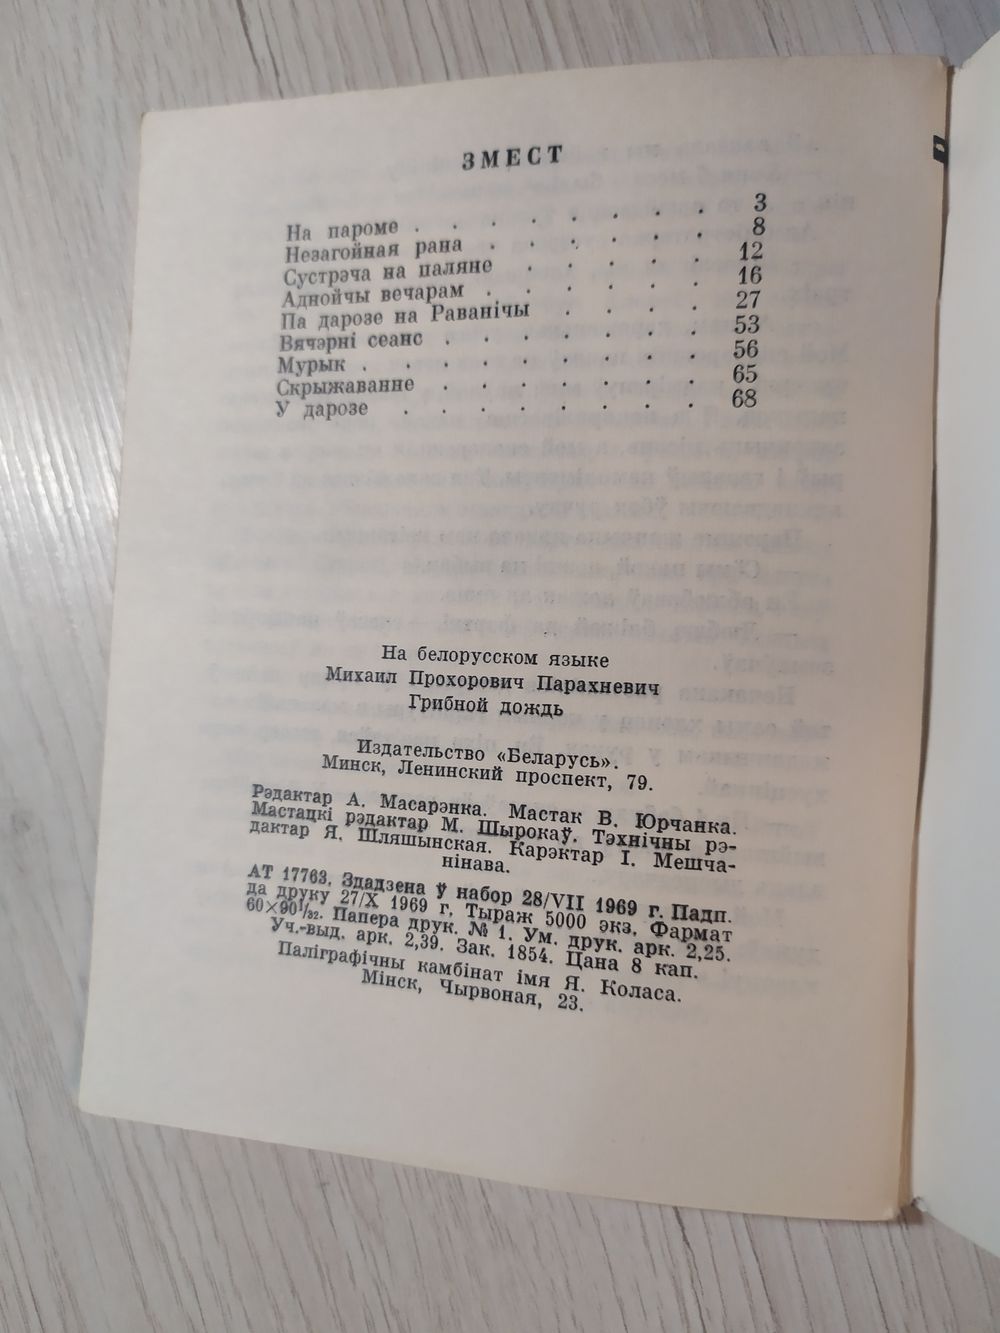 ЗМЕСТ
На пароме . . . . . . . 3
Незагойная рана . . . . . . 8
Сустрэча на паляне . . . . . 12
Аднойчы вечарам . . . . . . 16
Па дарозе на Раванічы . . . . 27
Вячэрні сеанс . . . . . . . 53
Мурык . . . . . . . . . 56
Скрыжаванне . . . . . . . 65
У дарозе . . . . . . . . 68
На белорусском языке
Михаил Прохорович Парахневич
Грибной дождь
Издательство «Беларусь».
Минск, Ленинский проспект, 79.
Рэдактар А. Масарэнка. Мастак В. Юрчанка.
Мастацкі рэдактар М. Шырокаў. Тэхнічны рэ-
дактар Я. Шляшынская. Карэктар І. Мешча-
нінава.
АТ 17763. Здадзена ў набор 28/VII 1969 г. Падп.
да друку 27/X 1969 г. Тыраж 5000 экз. Фармат
60×90¹/₃₂. Папера друк. № 1. Ум. друк. арк. 2,25.
Уч.-выд. арк. 2,39. Зак. 1854. Цана 8 кап.
Паліграфічны камбінат імя Я. Коласа.
Мінск, Чырвоная, 23.